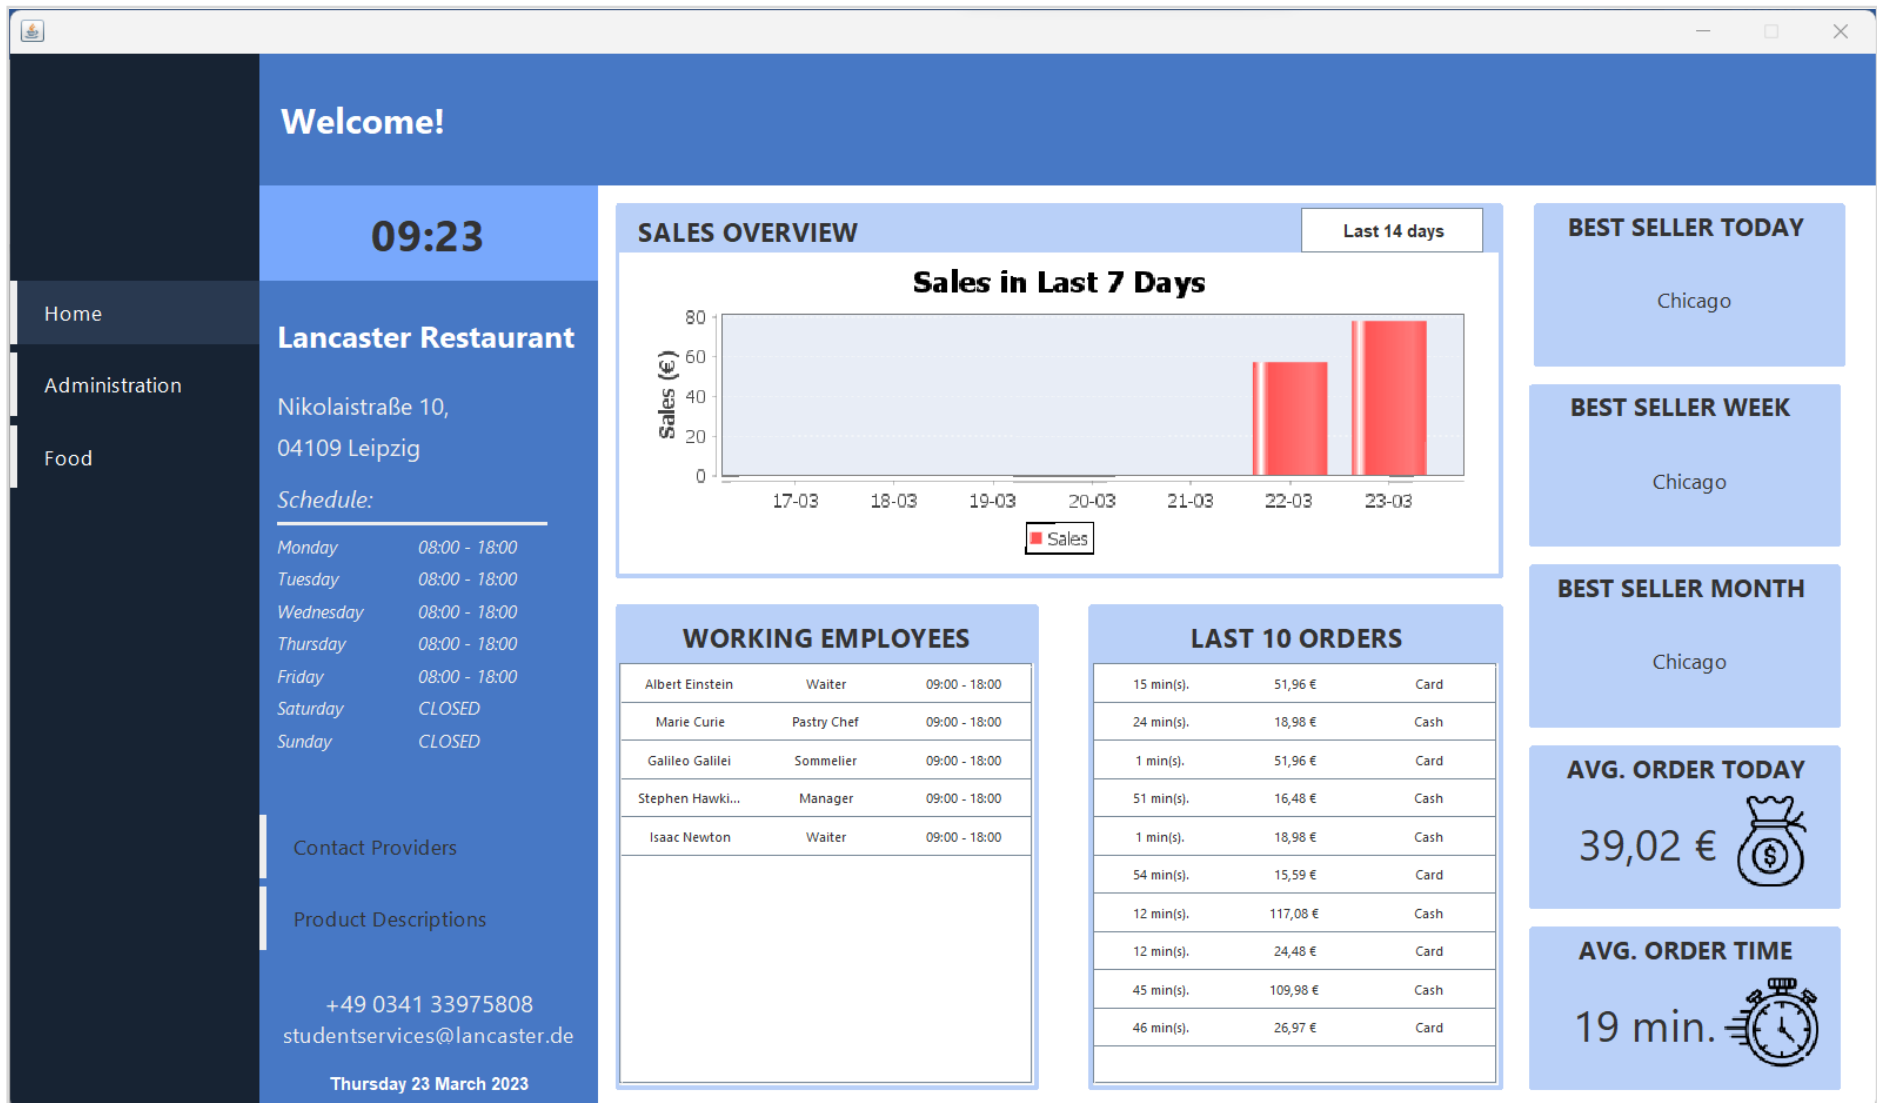 Welcome!
09:23
Home
Administration
Food
Lancaster Restaurant
Nikolaistraße 10,
04109 Leipzig
Schedule:
Monday 08:00 - 18:00
Tuesday 08:00 - 18:00
Wednesday 08:00 - 18:00
Thursday 08:00 - 18:00
Friday 08:00 - 18:00
Saturday CLOSED
Sunday CLOSED
Contact Providers
Product Descriptions
+49 0341 33975808
studentservices@lancaster.de
Thursday 23 March 2023
SALES OVERVIEW
Last 14 days
Sales in Last 7 Days
Sales (€)
80
60
40
20
0
17-03 18-03 19-03 20-03 21-03 22-03 23-03
Sales
WORKING EMPLOYEES
Albert Einstein Waiter 09:00 - 18:00
Marie Curie Pastry Chef 09:00 - 18:00
Galileo Galilei Sommelier 09:00 - 18:00
Stephen Hawki... Manager 09:00 - 18:00
Isaac Newton Waiter 09:00 - 18:00
LAST 10 ORDERS
15 min(s). 51,96 € Card
24 min(s). 18,98 € Cash
1 min(s). 51,96 € Card
51 min(s). 16,48 € Cash
1 min(s). 18,98 € Cash
54 min(s). 15,59 € Card
12 min(s). 117,08 € Cash
12 min(s). 24,48 € Card
45 min(s). 109,98 € Cash
46 min(s). 26,97 € Card
BEST SELLER TODAY
Chicago
BEST SELLER WEEK
Chicago
BEST SELLER MONTH
Chicago
AVG. ORDER TODAY
39,02 €
$
AVG. ORDER TIME
19 min.